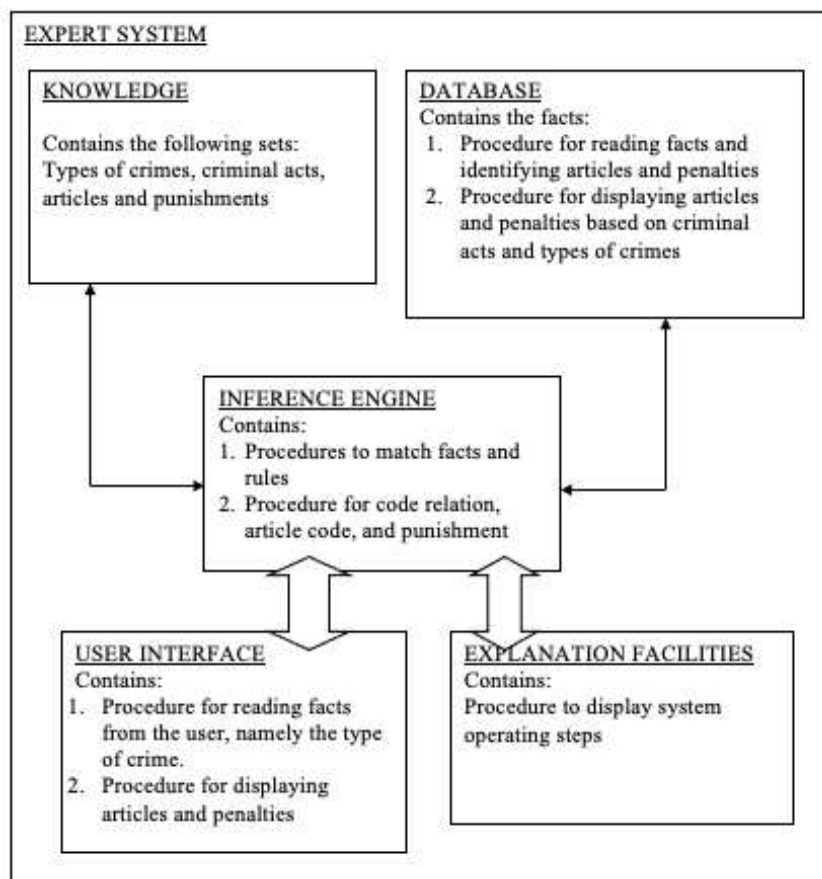 EXPERT SYSTEM
KNOWLEDGE
Contains the following sets:
Types of crimes, criminal acts,
articles and punishments
DATABASE
Contains the facts:
1. Procedure for reading facts and
identifying articles and penalties
2. Procedure for displaying articles
and penalties based on criminal
acts and types of crimes
INFERENCE ENGINE
Contains:
1. Procedures to match facts and
rules
2. Procedure for code relation,
article code, and punishment
USER INTERFACE
Contains:
1. Procedure for reading facts
from the user, namely the type
of crime.
2. Procedure for displaying
articles and penalties
EXPLANATION FACILITIES
Contains:
Procedure to display system
operating steps